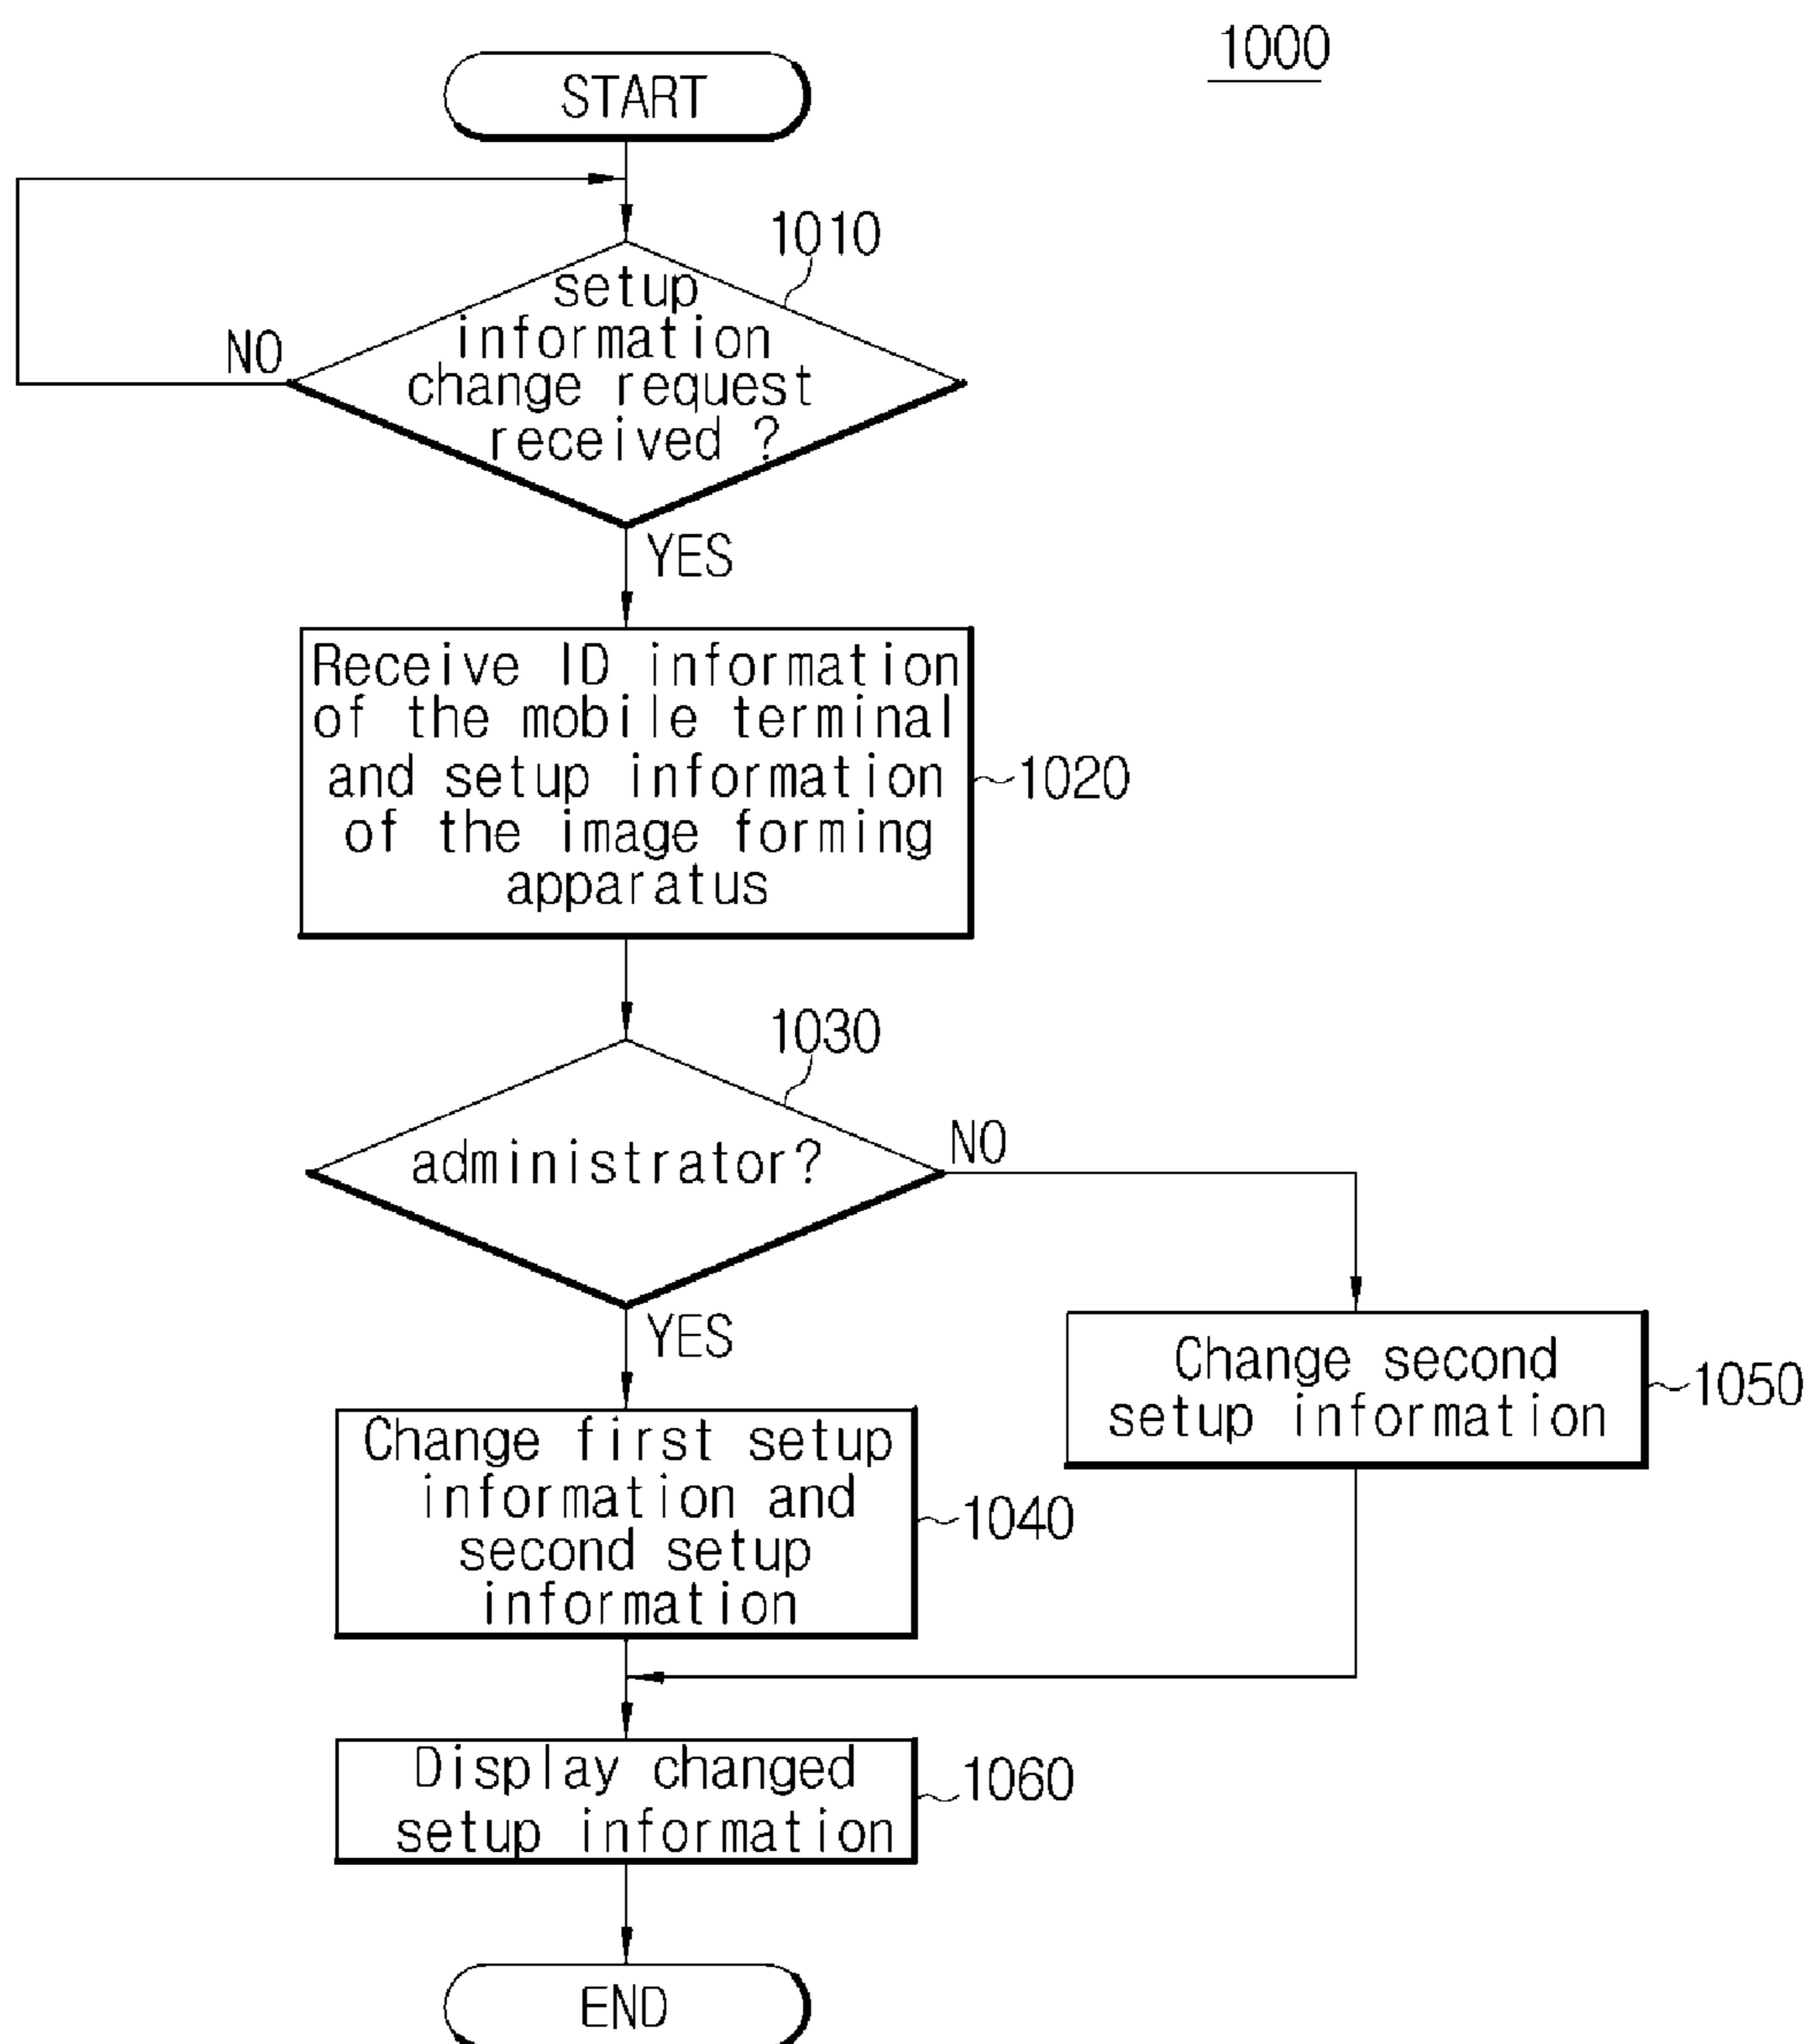 1000
START
1010
setup
information
change request
received ?
NO
YES
Receive ID information
of the mobile terminal
and setup information
of the image forming
apparatus
1020
1030
administrator?
NO
YES
Change second
setup information
1050
Change first setup
information and
second setup
information
1040
Display changed
setup information
1060
END